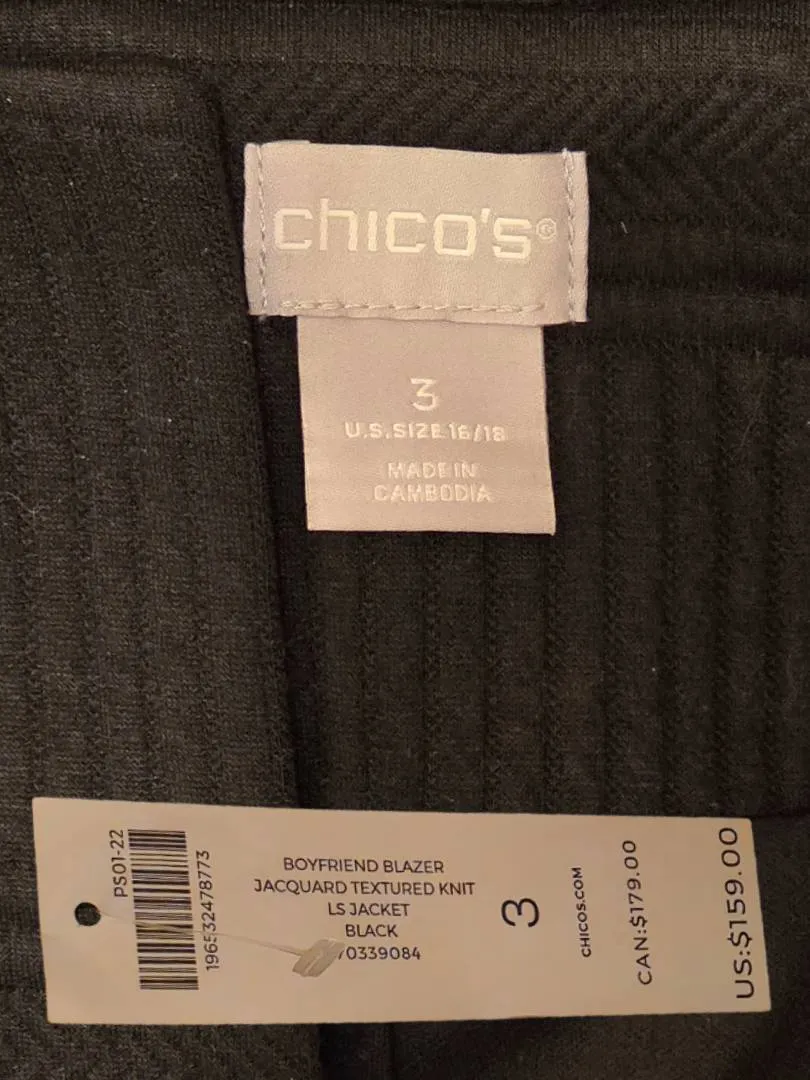 chico's®
3
U.S. SIZE 16/18
MADE IN
CAMBODIA
PS01-22
BOYFRIEND BLAZER
JACQUARD TEXTURED KNIT
LS JACKET
BLACK
3
CHICOS.COM
CAN:$179.00
US:$159.00